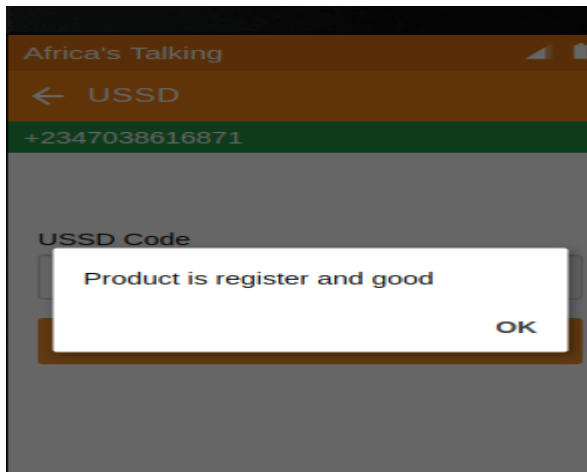 Africa's Talking
USSD
+2347038616871
USSD Code
Product is register and good
OK